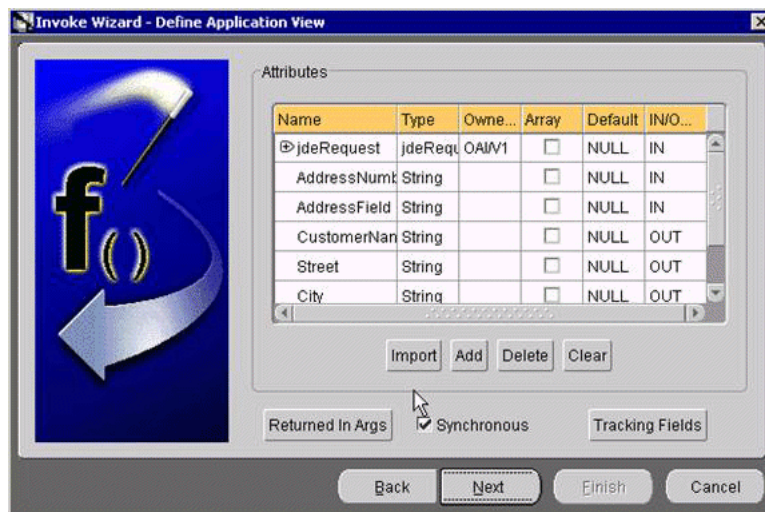 Invoke Wizard - Define Application View
Attributes
Name Type Owne... Array Default IN/O...
jdeRequest jdeRequ OAI/V1 NULL IN
AddressNumb String NULL IN
AddressField String NULL IN
CustomerNan String NULL OUT
Street String NULL OUT
City String NULL OUT
Import Add Delete Clear
Returned In Args Synchronous Tracking Fields
f()
Back Next Finish Cancel